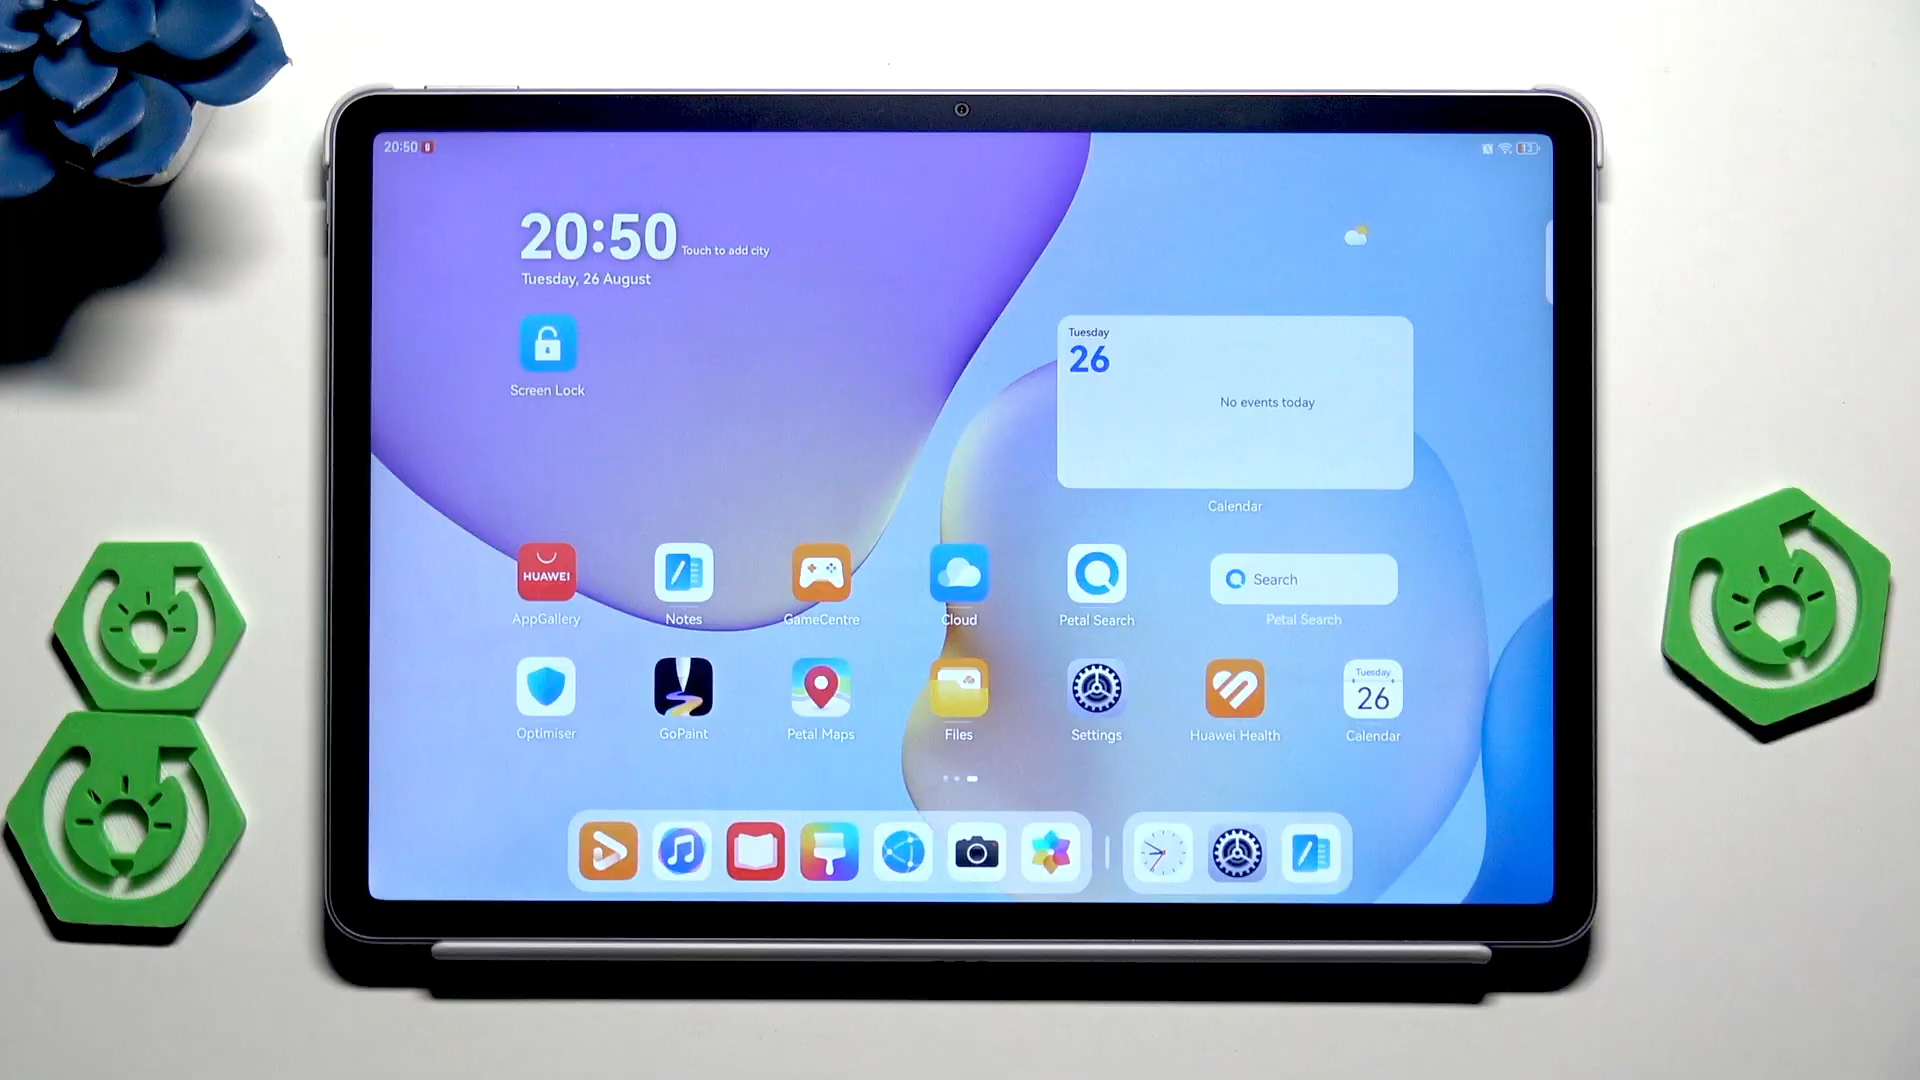 20:50
13
20:50 Touch to add city
Tuesday, 26 August
Screen Lock
Tuesday
26
No events today
Calendar
HUAWEI
AppGallery
Notes
GameCentre
Cloud
Petal Search
Search
Petal Search
Optimiser
GoPaint
Petal Maps
Files
Settings
Huawei Health
Tuesday
26
Calendar